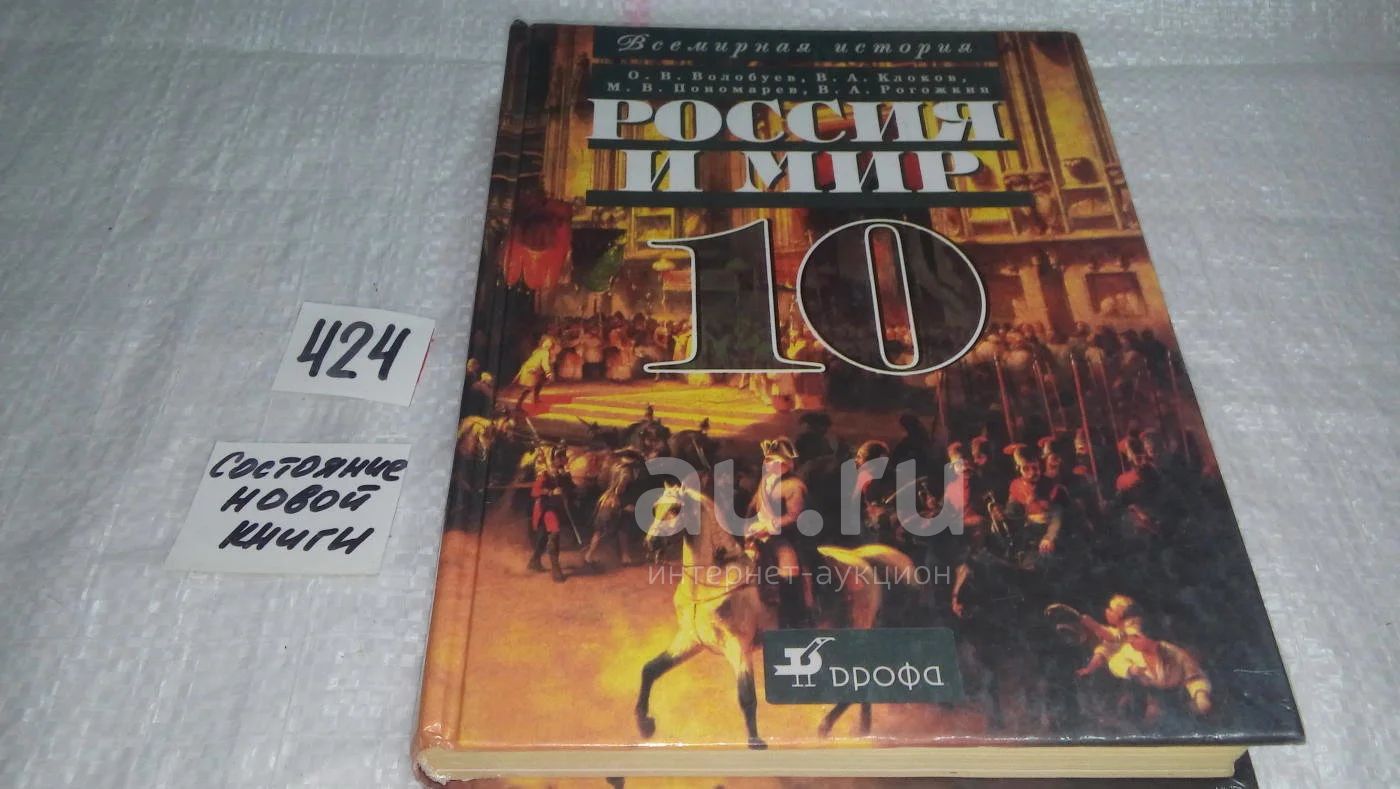 Всемирная история
О. В. Волобуев, В. А. Клоков,
М. В. Пономарев, В. А. Рогожкин
РОССИЯ
И МИР
10
424
Состояние
новой
книги
au.ru
интернет-аукцион
дрофа